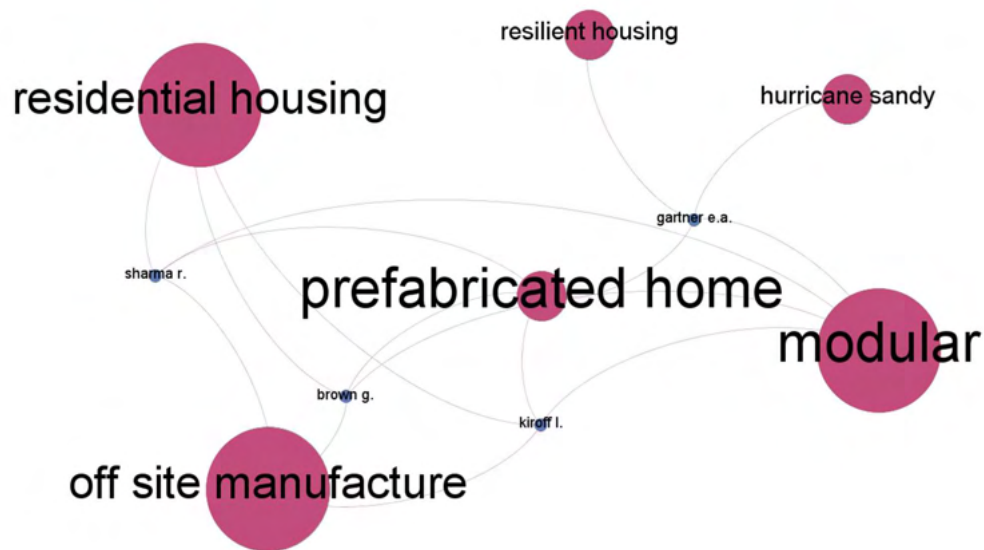 resilient housing
residential housing
hurricane sandy
gartner e.a.
sharma r.
prefabricated home
modular
brown g.
kiroff l.
off site manufacture